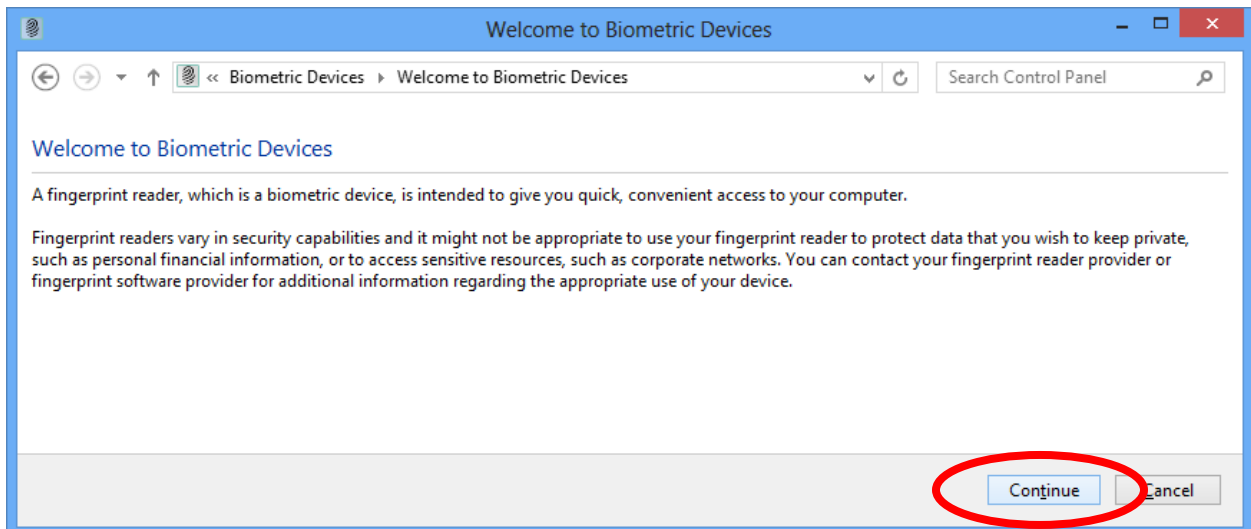 Welcome to Biometric Devices
« Biometric Devices ▸ Welcome to Biometric Devices
Search Control Panel
Welcome to Biometric Devices
A fingerprint reader, which is a biometric device, is intended to give you quick, convenient access to your computer.
Fingerprint readers vary in security capabilities and it might not be appropriate to use your fingerprint reader to protect data that you wish to keep private,
such as personal financial information, or to access sensitive resources, such as corporate networks. You can contact your fingerprint reader provider or
fingerprint software provider for additional information regarding the appropriate use of your device.
Continue
Cancel